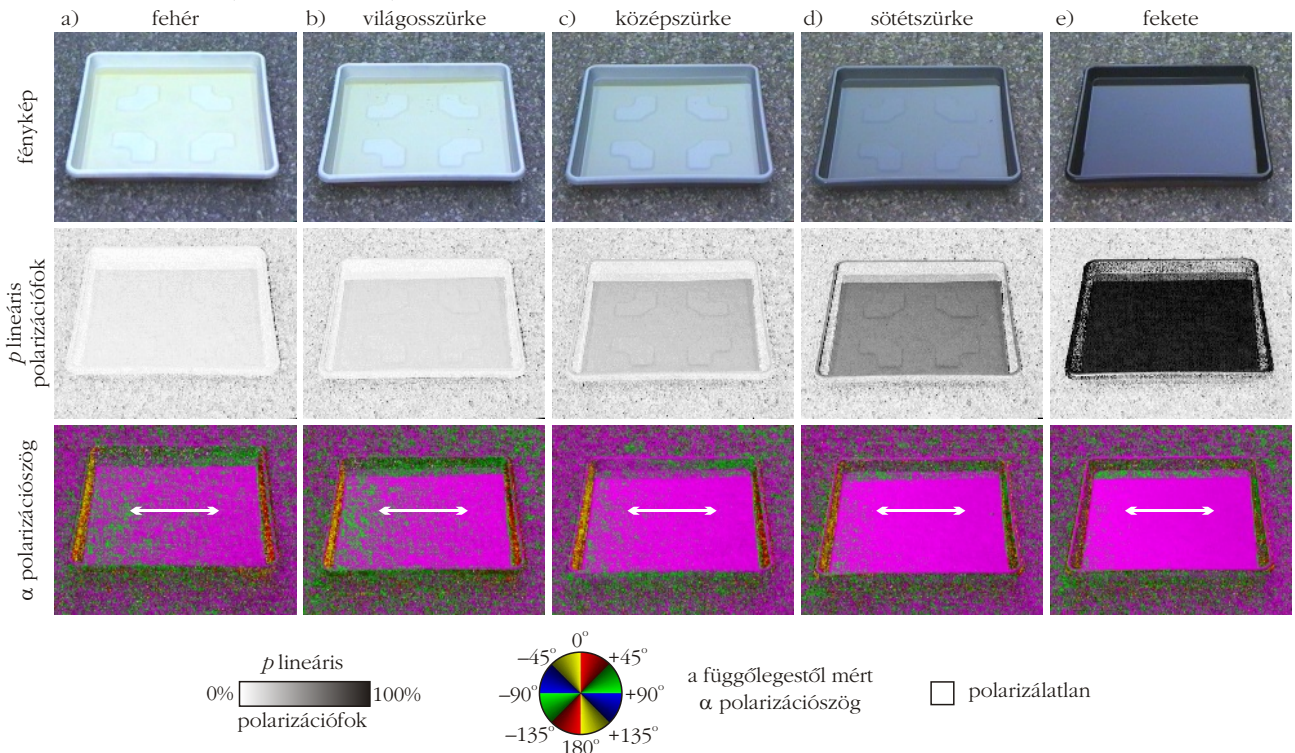 a) fehér
b) világosszürke
c) középszürke
d) sötétszürke
e) fekete
fénykép
p lineáris
polarizációfok
α polarizációszög
p lineáris
0% 100%
polarizációfok
0°
–45° +45°
–90° +90°
–135° +135°
180°
a függőlegestől mért
α polarizációszög
polarizálatlan